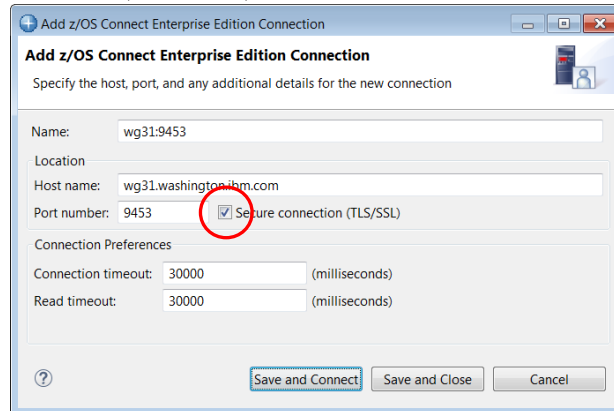 Add z/OS Connect Enterprise Edition Connection
Add z/OS Connect Enterprise Edition Connection
Specify the host, port, and any additional details for the new connection
Name: wg31:9453
Location
Host name: wg31.washington.ibm.com
Port number: 9453 Secure connection (TLS/SSL)
Connection Preferences
Connection timeout: 30000 (milliseconds)
Read timeout: 30000 (milliseconds)
? Save and Connect Save and Close Cancel